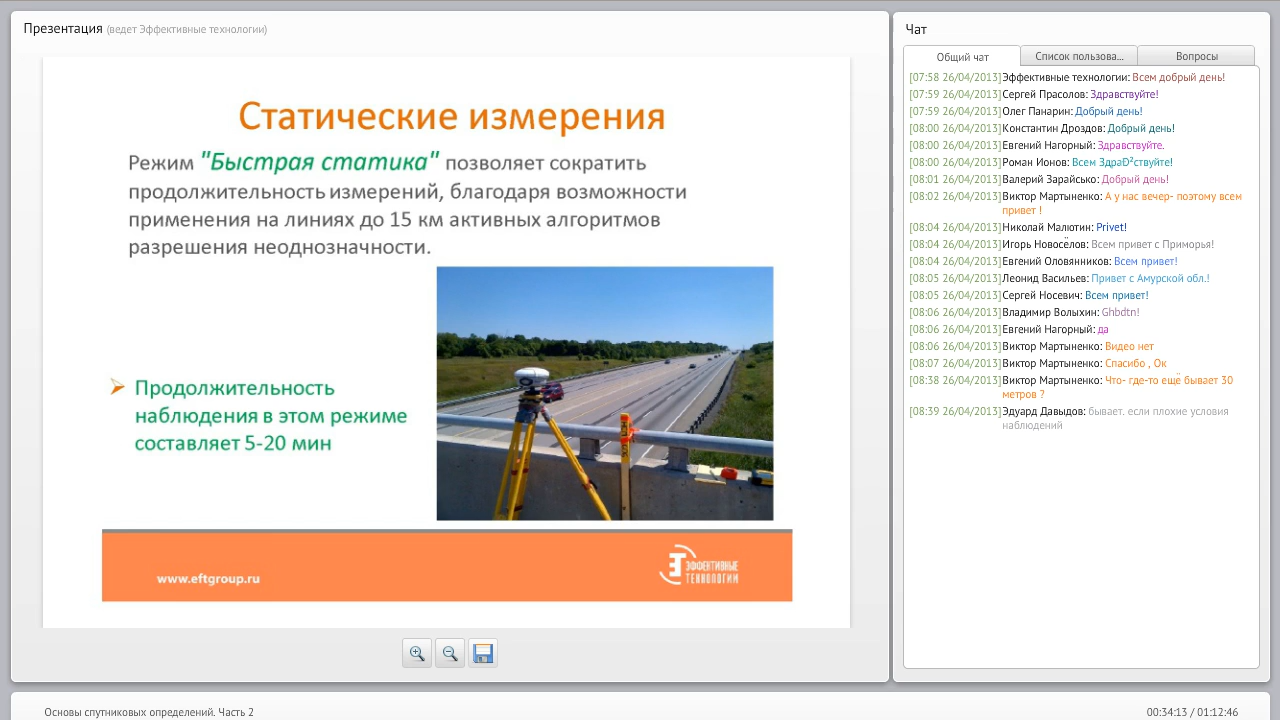 Презентация (ведет Эффективные технологии)
Статические измерения
Режим "Быстрая статика" позволяет сократить
продолжительность измерений, благодаря возможности
применения на линиях до 15 км активных алгоритмов
разрешения неоднозначности.
Продолжительность
наблюдения в этом режиме
составляет 5-20 мин
www.eftgroup.ru
ЭФФЕКТИВНЫЕ
ТЕХНОЛОГИИ
Чат
Общий чат
Список пользова...
Вопросы
[07:58 26/04/2013]Эффективные технологии: Всем добрый день!
[07:59 26/04/2013]Сергей Прасолов: Здравствуйте!
[07:59 26/04/2013]Олег Панарин: Добрый день!
[08:00 26/04/2013]Константин Дроздов: Добрый день!
[08:00 26/04/2013]Евгений Нагорный: Здравствуйте.
[08:00 26/04/2013]Роман Ионов: Всем ЗдраÐ²ствуйте!
[08:01 26/04/2013]Валерий Зарайсько: Добрый день!
[08:02 26/04/2013]Виктор Мартыненко: А у нас вечер- поэтому всем
привет !
[08:04 26/04/2013]Николай Малютин: Privet!
[08:04 26/04/2013]Игорь Новосёлов: Всем привет с Приморья!
[08:04 26/04/2013]Евгений Оловянников: Всем привет!
[08:05 26/04/2013]Леонид Васильев: Привет с Амурской обл.!
[08:05 26/04/2013]Сергей Носевич: Всем привет!
[08:06 26/04/2013]Владимир Волыхин: Ghbdtn!
[08:06 26/04/2013]Евгений Нагорный: да
[08:06 26/04/2013]Виктор Мартыненко: Видео нет
[08:07 26/04/2013]Виктор Мартыненко: Спасибо , Ок
[08:38 26/04/2013]Виктор Мартыненко: Что- где-то ещё бывает 30
метров ?
[08:39 26/04/2013]Эдуард Давыдов: бывает. если плохие условия
наблюдений
Основы спутниковых определений. Часть 2
00:34:13 / 01:12:46